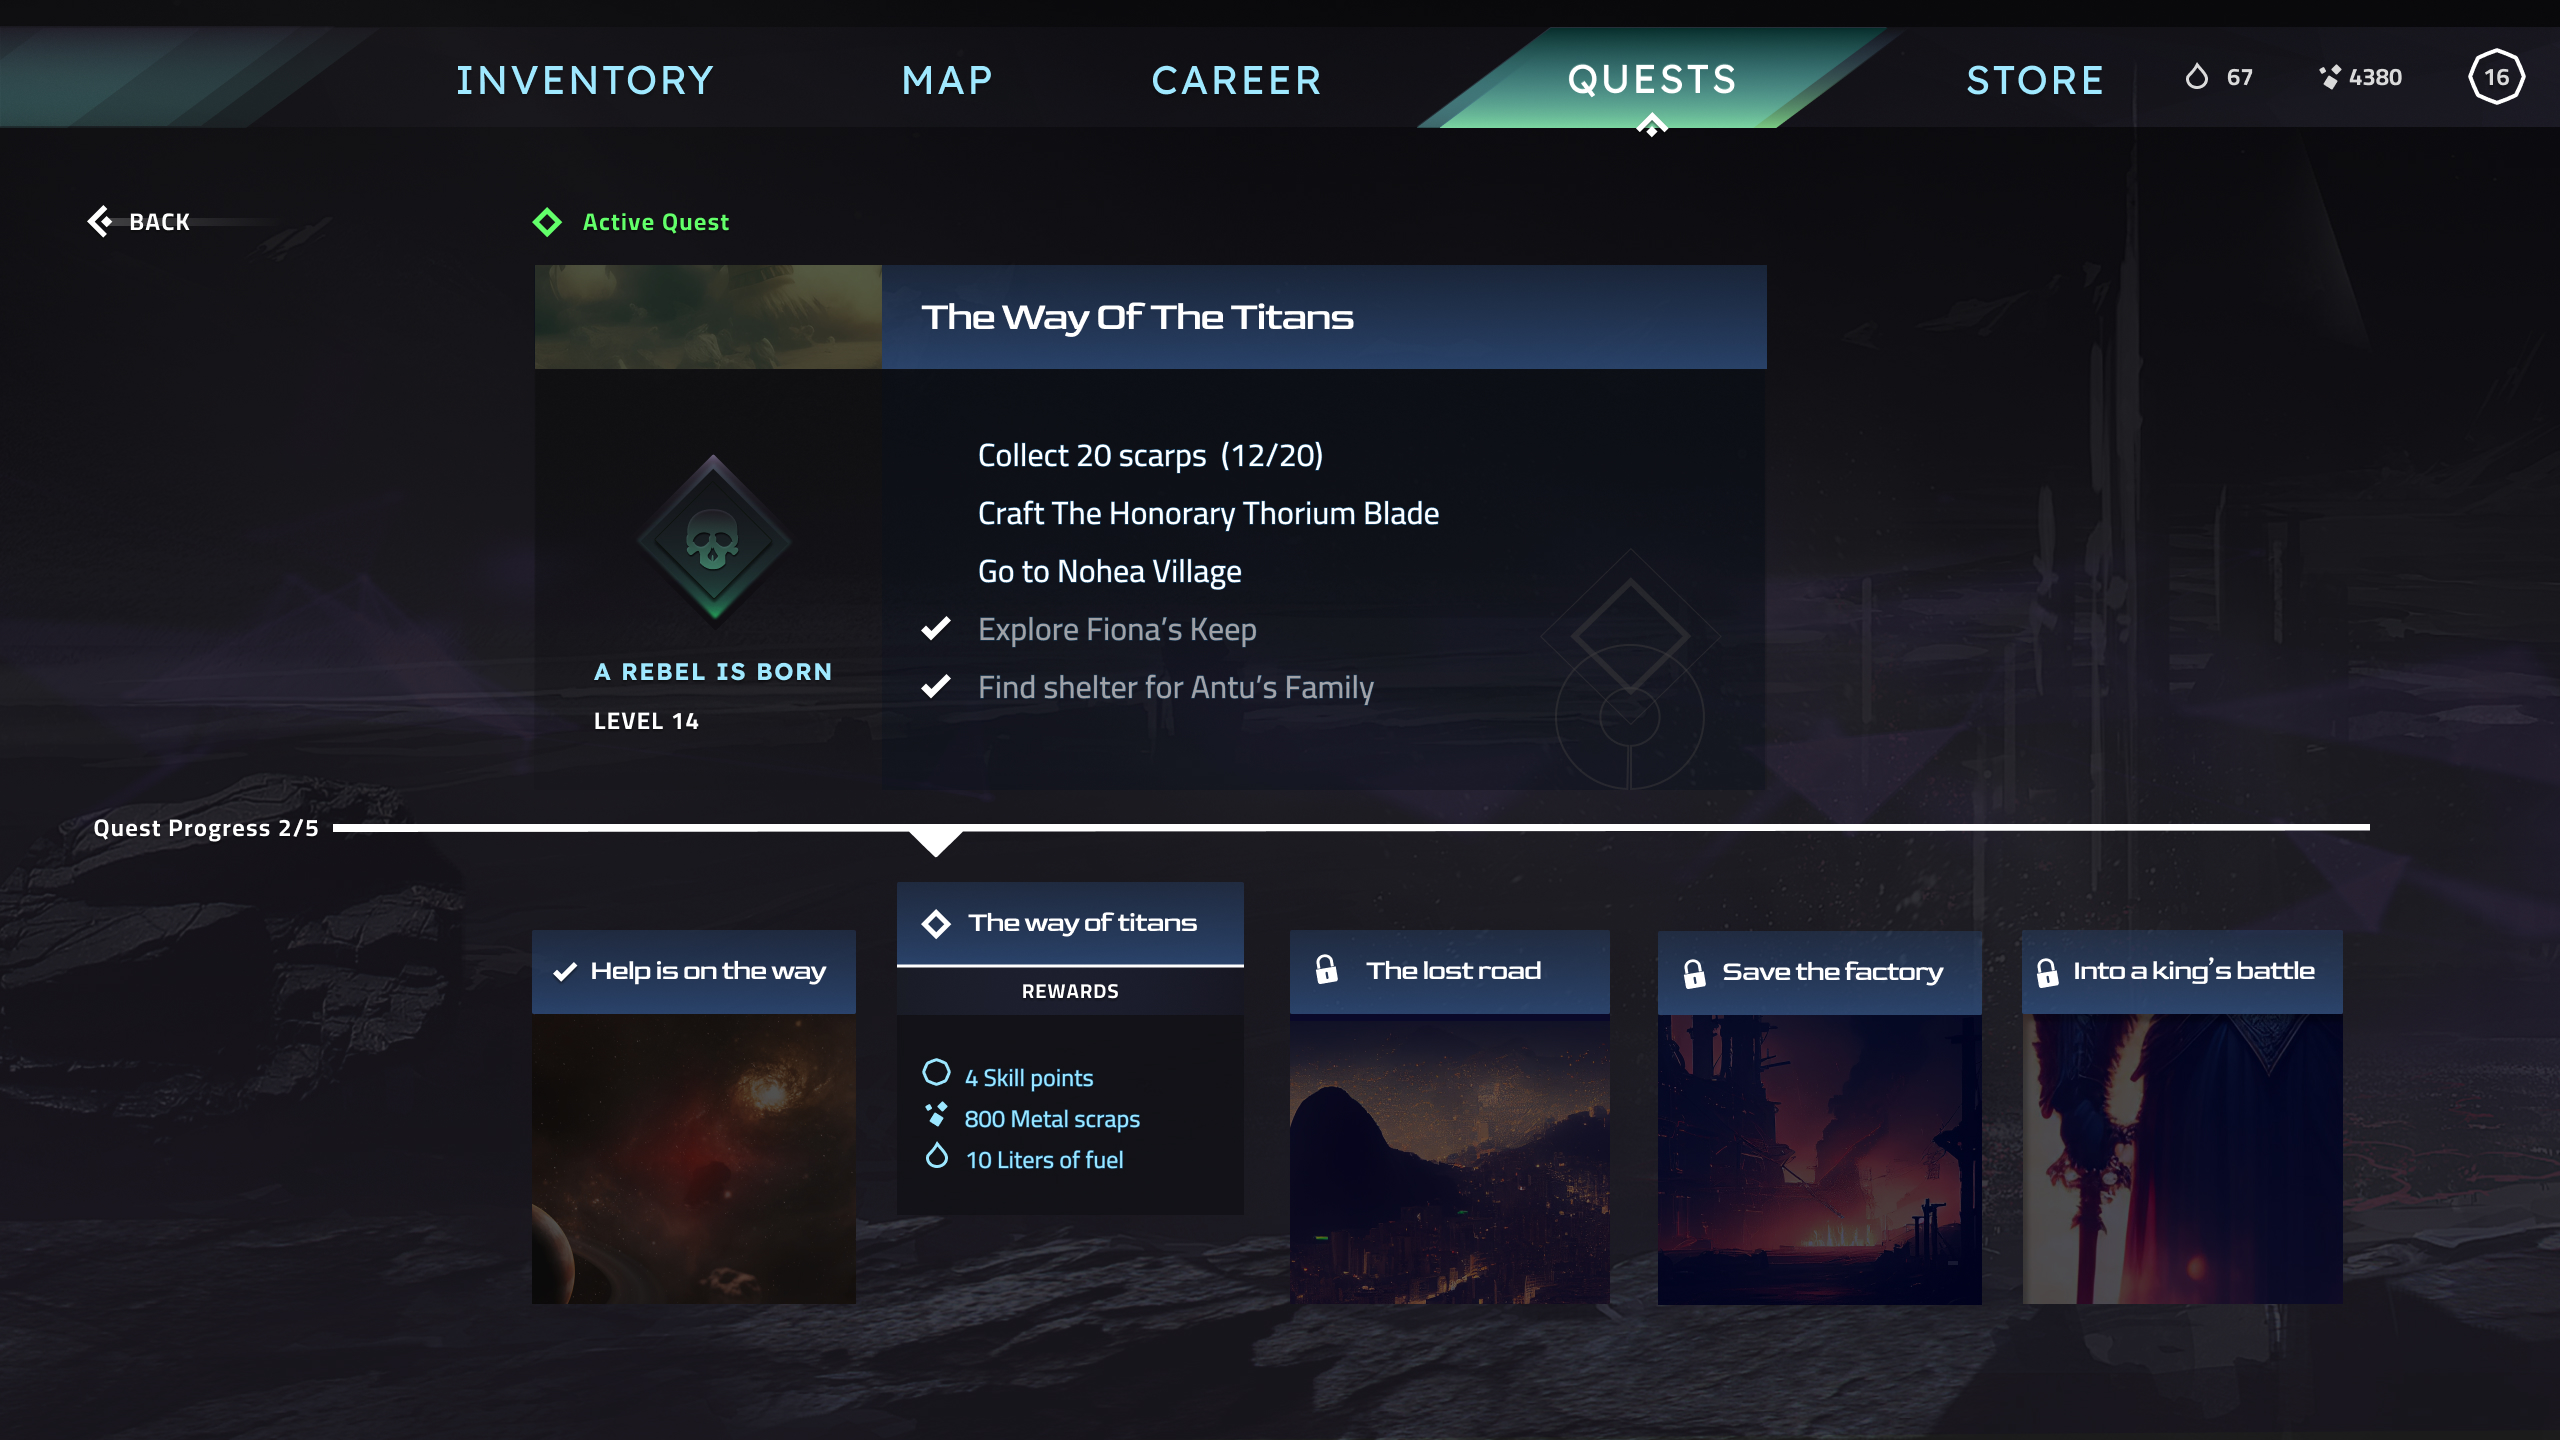 INVENTORY
MAP
CAREER
QUESTS
STORE
67
4380
16
BACK
Active Quest
The Way Of The Titans
Collect 20 scarps (12/20)
Craft The Honorary Thorium Blade
Go to Nohea Village
Explore Fiona’s Keep
Find shelter for Antu’s Family
A REBEL IS BORN
LEVEL 14
Quest Progress 2/5
Help is on the way
The way of titans
REWARDS
4 Skill points
800 Metal scraps
10 Liters of fuel
The lost road
Save the factory
Into a king’s battle